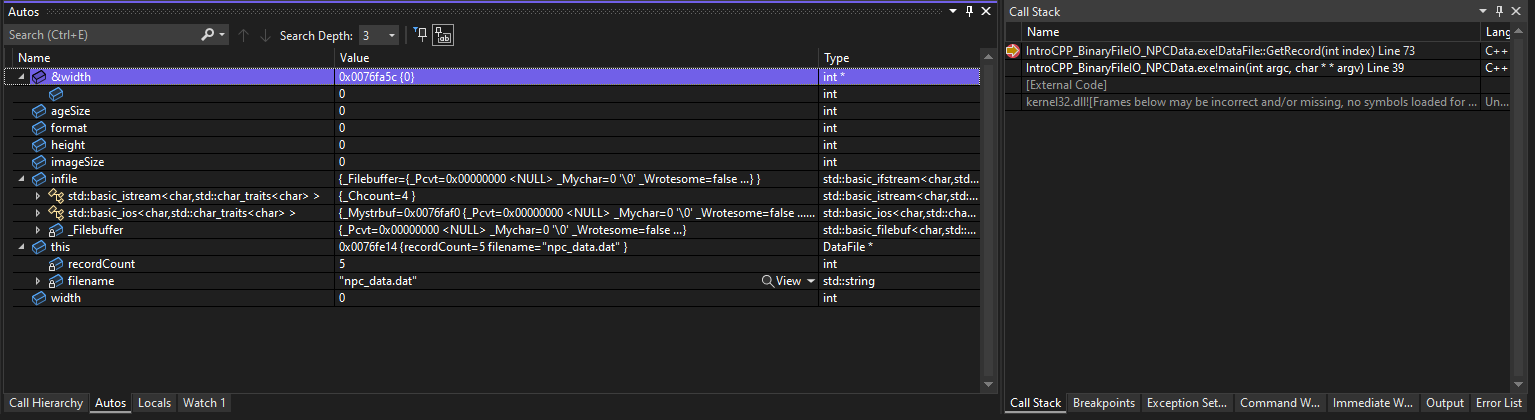 Autos
Search (Ctrl+E) Search Depth: 3
Name Value Type
&width 0x0076fa5c {0} int *
0 int
ageSize 0 int
format 0 int
height 0 int
imageSize 0 int
infile {_Filebuffer={_Pcvt=0x00000000 <NULL> _Mychar=0 '\0' _Wrotesome=false ...} } std::basic_ifstream<char,std...
std::basic_istream<char,std::char_traits<char> > {_Chcount=4 } std::basic_istream<char,std:...
std::basic_ios<char,std::char_traits<char> > {_Mystrbuf=0x0076faf0 {_Pcvt=0x00000000 <NULL> _Mychar=0 '\0' _Wrotesome=false ...... std::basic_ios<char,std::cha...
_Filebuffer {_Pcvt=0x00000000 <NULL> _Mychar=0 '\0' _Wrotesome=false ...} std::basic_filebuf<char,std::...
this 0x0076fe14 {recordCount=5 filename="npc_data.dat" } DataFile *
recordCount 5 int
filename "npc_data.dat" View std::string
width 0 int
Call Hierarchy Autos Locals Watch 1
Call Stack
Name Lang
IntroCPP_BinaryFileIO_NPCData.exe!DataFile::GetRecord(int index) Line 73 C++
IntroCPP_BinaryFileIO_NPCData.exe!main(int argc, char * * argv) Line 39 C++
[External Code]
kernel32.dll![Frames below may be incorrect and/or missing, no symbols loaded for ... Un...
Call Stack Breakpoints Exception Set... Command W... Immediate W... Output Error List